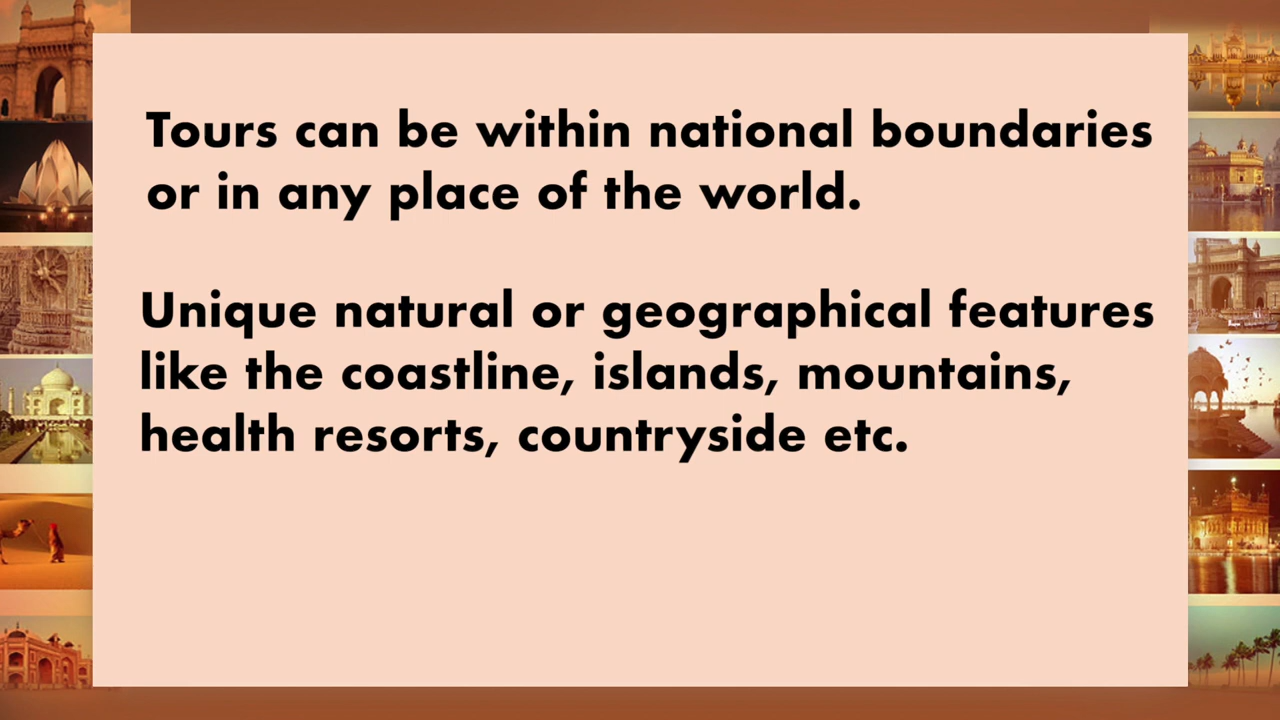 Tours can be within national boundaries
or in any place of the world.
Unique natural or geographical features
like the coastline, islands, mountains,
health resorts, countryside etc.